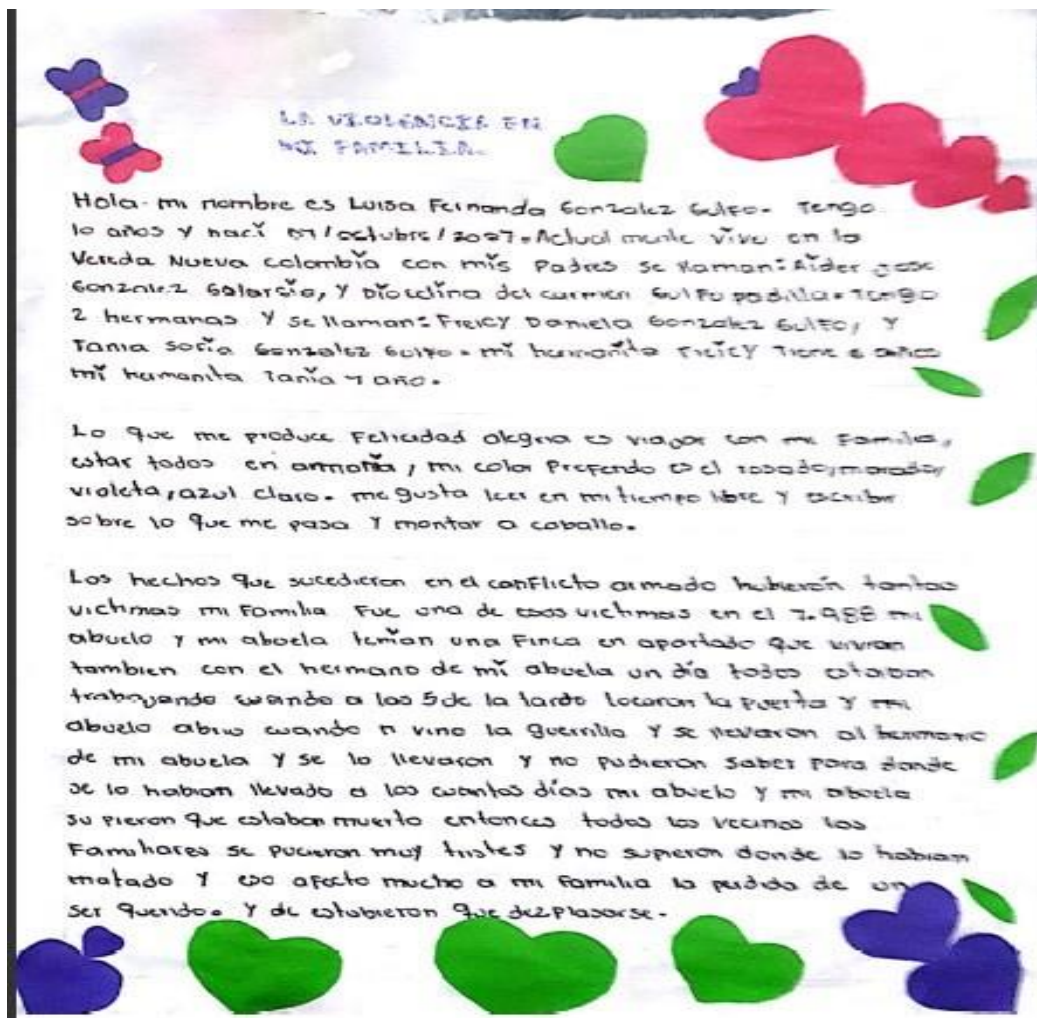 LA VIOLENCIA EN
MI FAMILIA.
Hola mi nombre es Luisa Fernanda Gonzalez Gulfo. Tengo
10 años y nací 07/octubre/2007. Actual mente vivo en la
Vereda Nueva colombia con mis Padres se llaman: Aider jose
Gonzalez Galarsio, y Diocelina del carmen Gulfo padilla. Tengo
2 hermanas Y se llaman: Freicy Daniela Gonzalez Gulfo, Y
Tania Sofia Gonzalez Gulfo. mi hermanita Freicy Tiene 6 años
mi hermanita Tania 1 año.
Lo que me produce Felicidad alegria es viajar con mi Familia,
estar todos en armonia, mi color Preferido es el rosado, morado,
violeta, azul claro. me gusta leer en mi tiempo libre Y escribir
sobre lo que me pasa Y montar a caballo.
Los hechos que sucedieron en el conflicto armado hubieron tantas
victimas mi Familia Fue una de esas victimas en el 1.988 mi
abuelo y mi abuela tenian una Finca en apartado que vivian
tambien con el hermano de mi abuela un dia todos estaban
trabajando cuando a las 5 de la tarde tocaron la puerta Y mi
abuelo abrio cuando vino la guerrilla Y se llevaron al hermano
de mi abuela Y se lo llevaron y no pudieron saber para donde
se lo habian llevado a los cuantos días mi abuelo Y mi abuela
su pieron que estaban muerto entonces todos los vecinos los
Familiares se pucieron muy tristes Y no supieron donde lo habian
matado Y eso afecto mucho a mi familia la perdida de un
ser querido. Y de estubieron que dezplasarse.